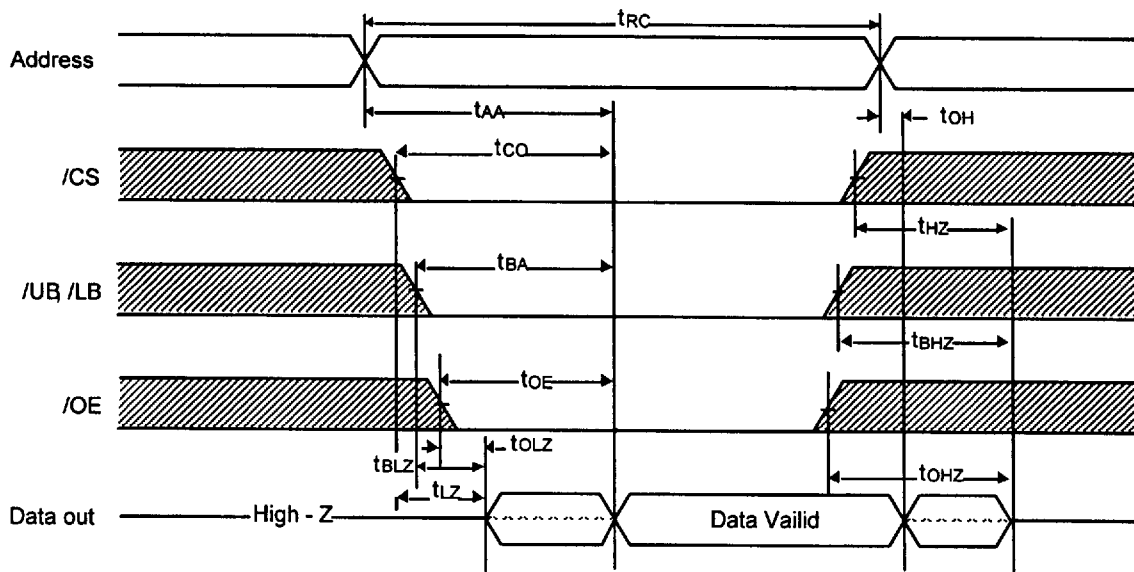 tRC
Address
tAA
tOH
tCO
/CS
tHZ
tBA
/UB, /LB
tBHZ
tOE
/OE
tOLZ
tBLZ
tOHZ
tLZ
Data out
High - Z
Data Vailid